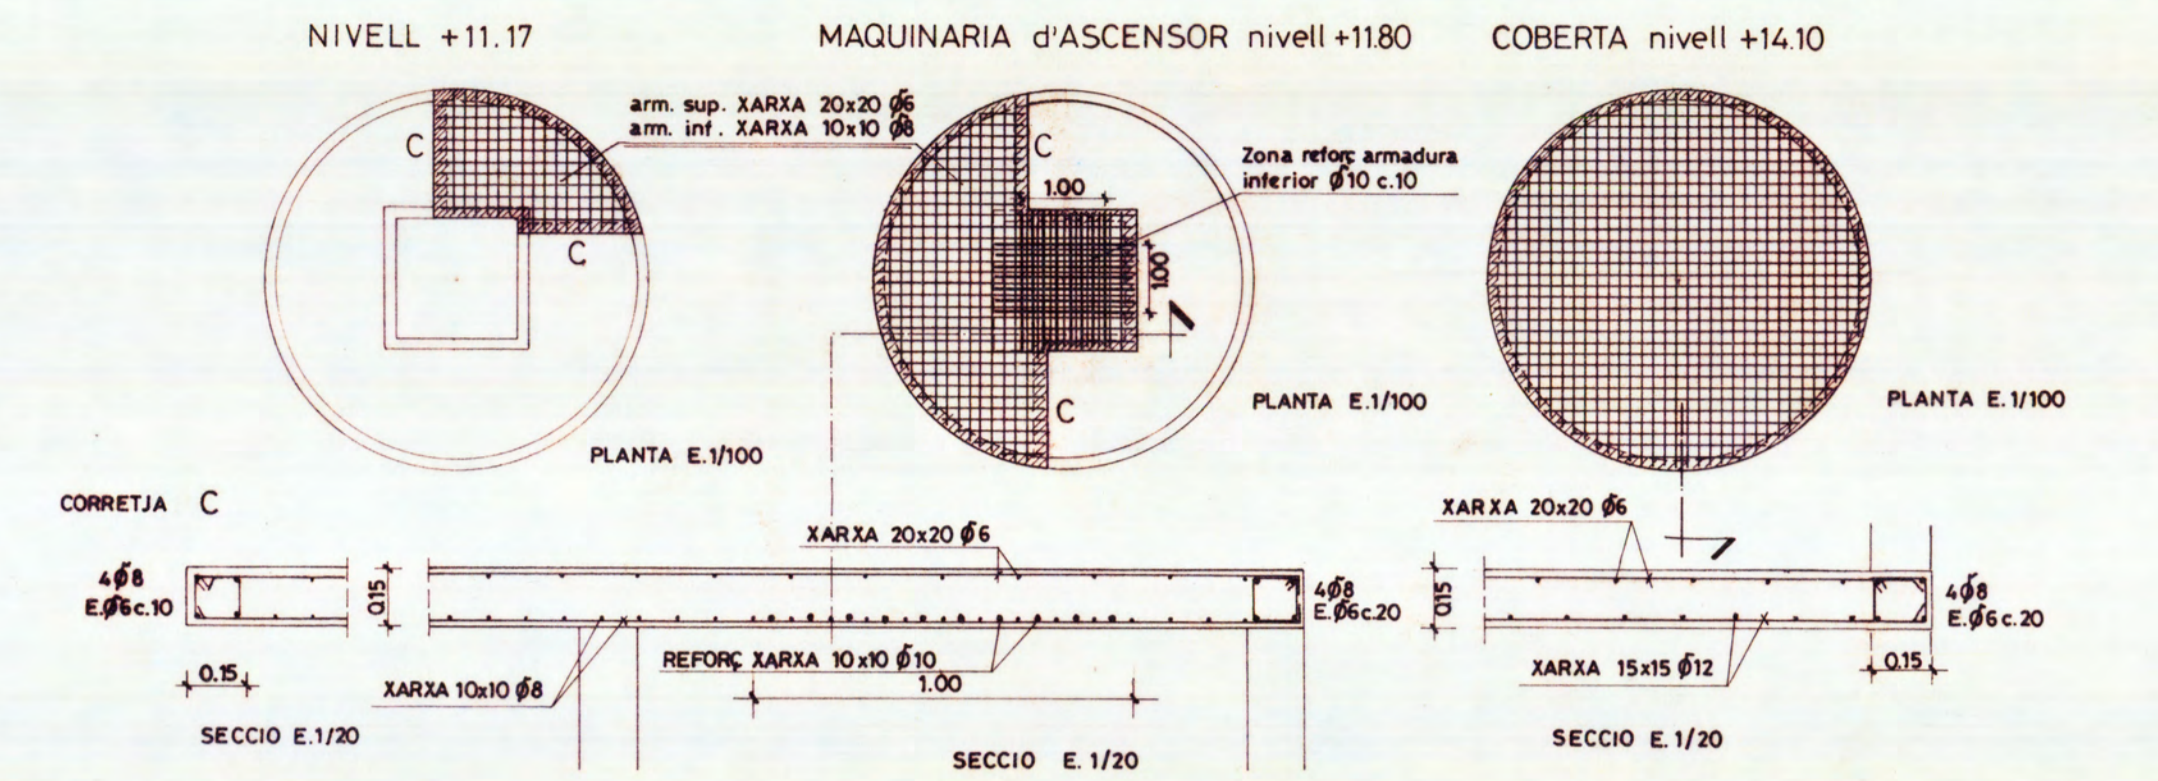 NIVELL +11.17
MAQUINARIA d'ASCENSOR nivell +11.80
COBERTA nivell +14.10
arm. sup. XARXA 20x20 Ø6
arm. inf. XARXA 10x10 Ø8
C
C
C
1.00
Zona reforç armadura
inferior Ø10 c.10
1.00
1
C
PLANTA E.1/100
PLANTA E.1/100
PLANTA E.1/100
CORRETJA C
XARXA 20x20 Ø6
XARXA 20x20 Ø6
1
4Ø8
E.Ø6c.10
0.15
4Ø8
E.Ø6c.20
0.15
4Ø8
E.Ø6c.20
0.15
XARXA 10x10 Ø8
REFORÇ XARXA 10x10 Ø10
1.00
XARXA 15x15 Ø12
0.15
SECCIO E.1/20
SECCIO E. 1/20
SECCIO E. 1/20